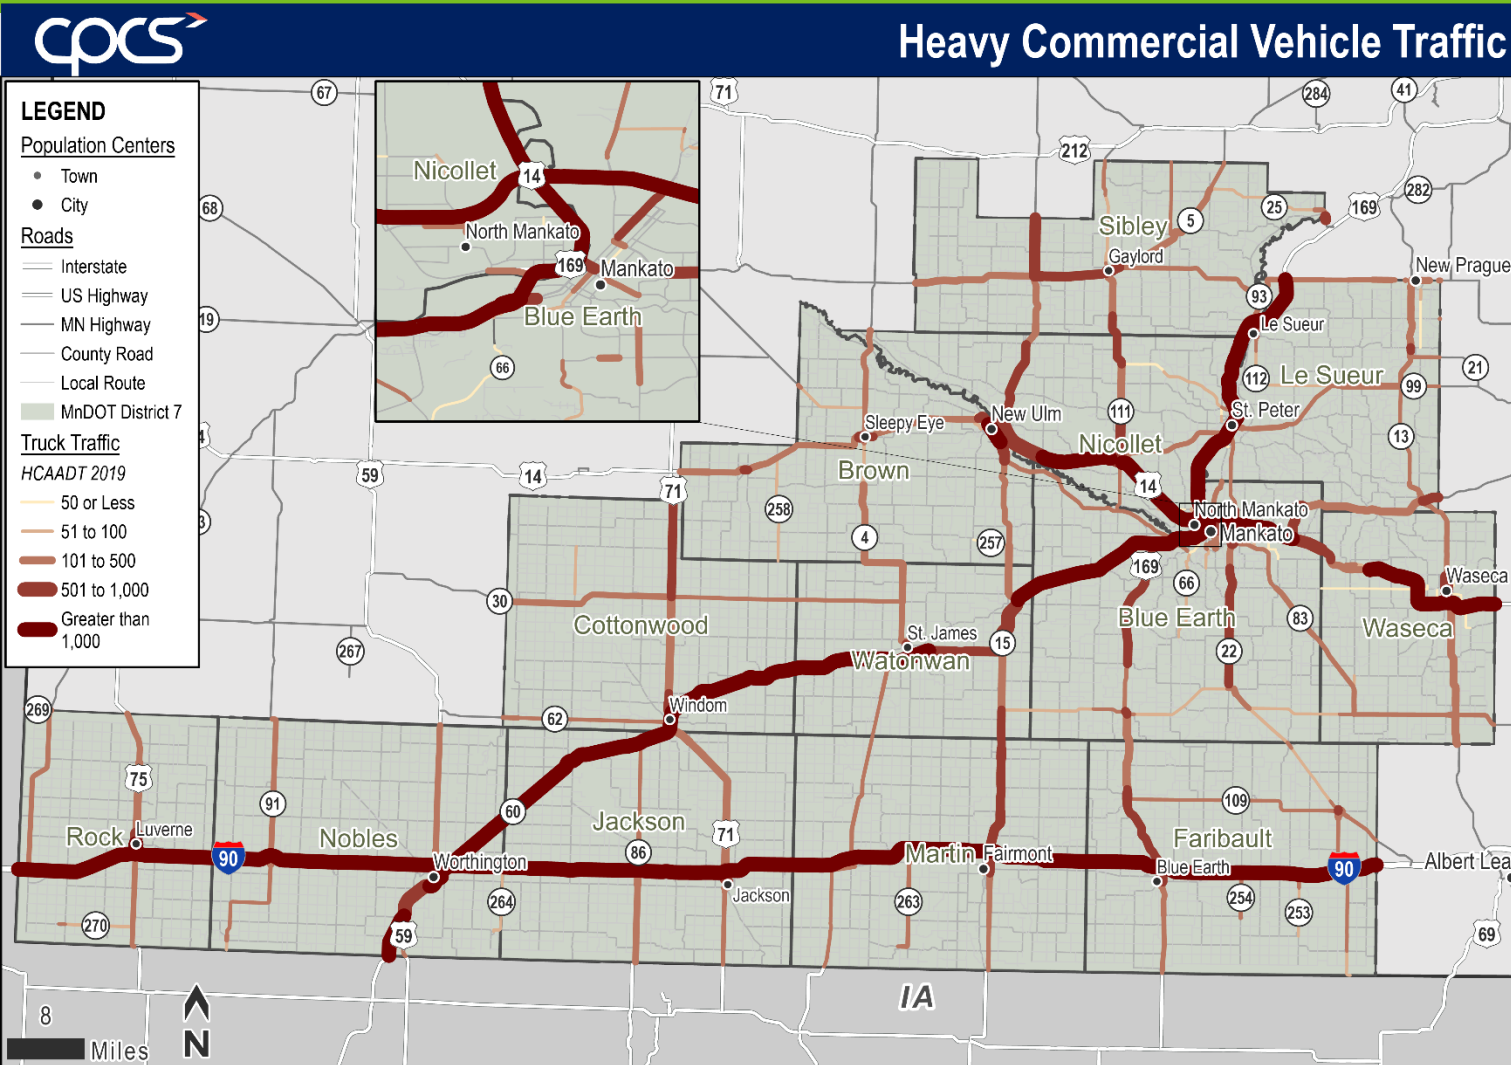 cpcs
Heavy Commercial Vehicle Traffic
LEGEND
Population Centers
Town
City
Roads
Interstate
US Highway
MN Highway
County Road
Local Route
MnDOT District 7
Truck Traffic
HCAADT 2019
50 or Less
51 to 100
101 to 500
501 to 1,000
Greater than
1,000
67
71
284
41
212
68
282
169
25
5
Sibley
Gaylord
New Prague
93
19
Le Sueur
21
112
Le Sueur
99
Nicollet
14
North Mankato
169
Mankato
Blue Earth
66
St. Peter
111
New Ulm
Sleepy Eye
Nicollet
13
Brown
59
14
71
14
258
North Mankato
Mankato
4
257
169
66
Waseca
30
Cottonwood
Blue Earth
83
Waseca
267
St. James
Watonwan
15
22
Windom
269
62
75
91
60
109
Rock
Luverne
Nobles
Jackson
71
Faribault
90
Worthington
86
Martin
Fairmont
Blue Earth
90
Albert Lea
Jackson
264
263
254
253
270
59
69
IA
8
Miles
N